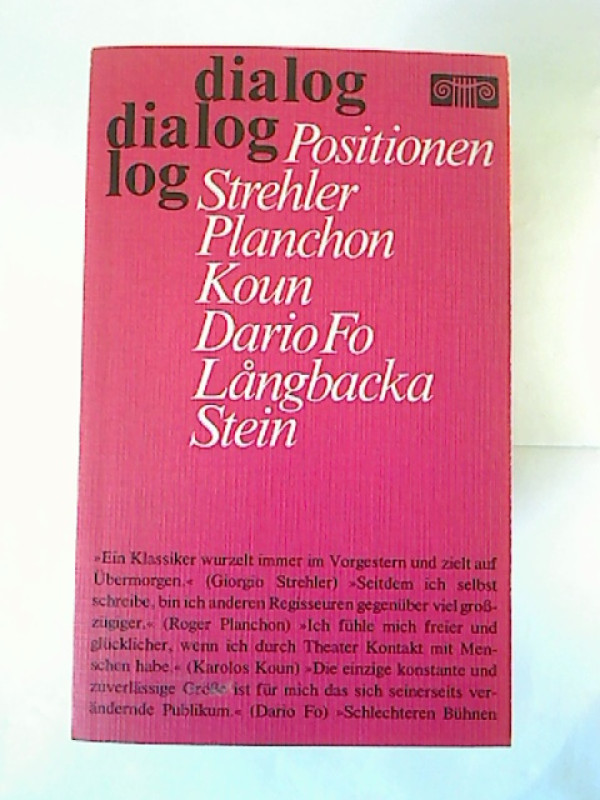 dialog
dialog Positionen
log Strehler
Planchon
Koun
Dario Fo
Långbacka
Stein
»Ein Klassiker wurzelt immer im Vorgestern und zielt auf
Übermorgen.« (Giorgio Strehler) »Seitdem ich selbst
schreibe, bin ich anderen Regisseuren gegenüber viel groß-
zügiger.« (Roger Planchon) »Ich fühle mich freier und
glücklicher, wenn ich durch Theater Kontakt mit Men-
schen habe.« (Karolos Koun) »Die einzige konstante und
zuverlässige Größe ist für mich das sich seinerseits ver-
ändernde Publikum.« (Dario Fo) »Schlechteren Bühnen